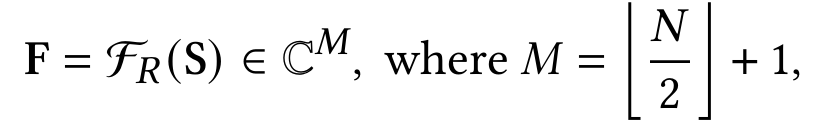 𝐅 = ℱ_R(𝐒) ∈ ℂ^M, where M = ⌊N/2⌋ + 1,